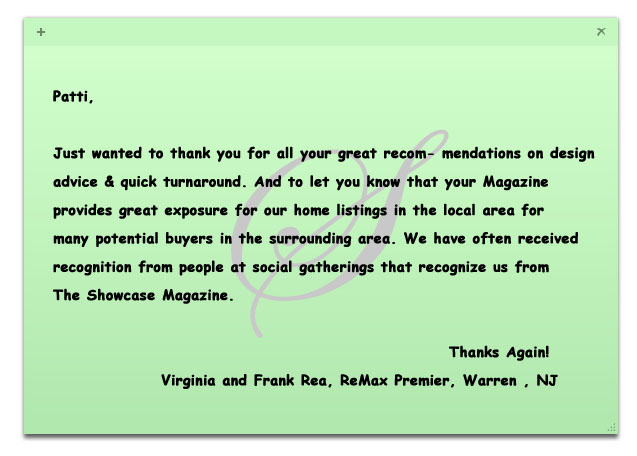 Patti,
Just wanted to thank you for all your great recom- mendations on design
advice & quick turnaround. And to let you know that your Magazine
provides great exposure for our home listings in the local area for
many potential buyers in the surrounding area. We have often received
recognition from people at social gatherings that recognize us from
The Showcase Magazine.
Thanks Again!
Virginia and Frank Rea, ReMax Premier, Warren , NJ